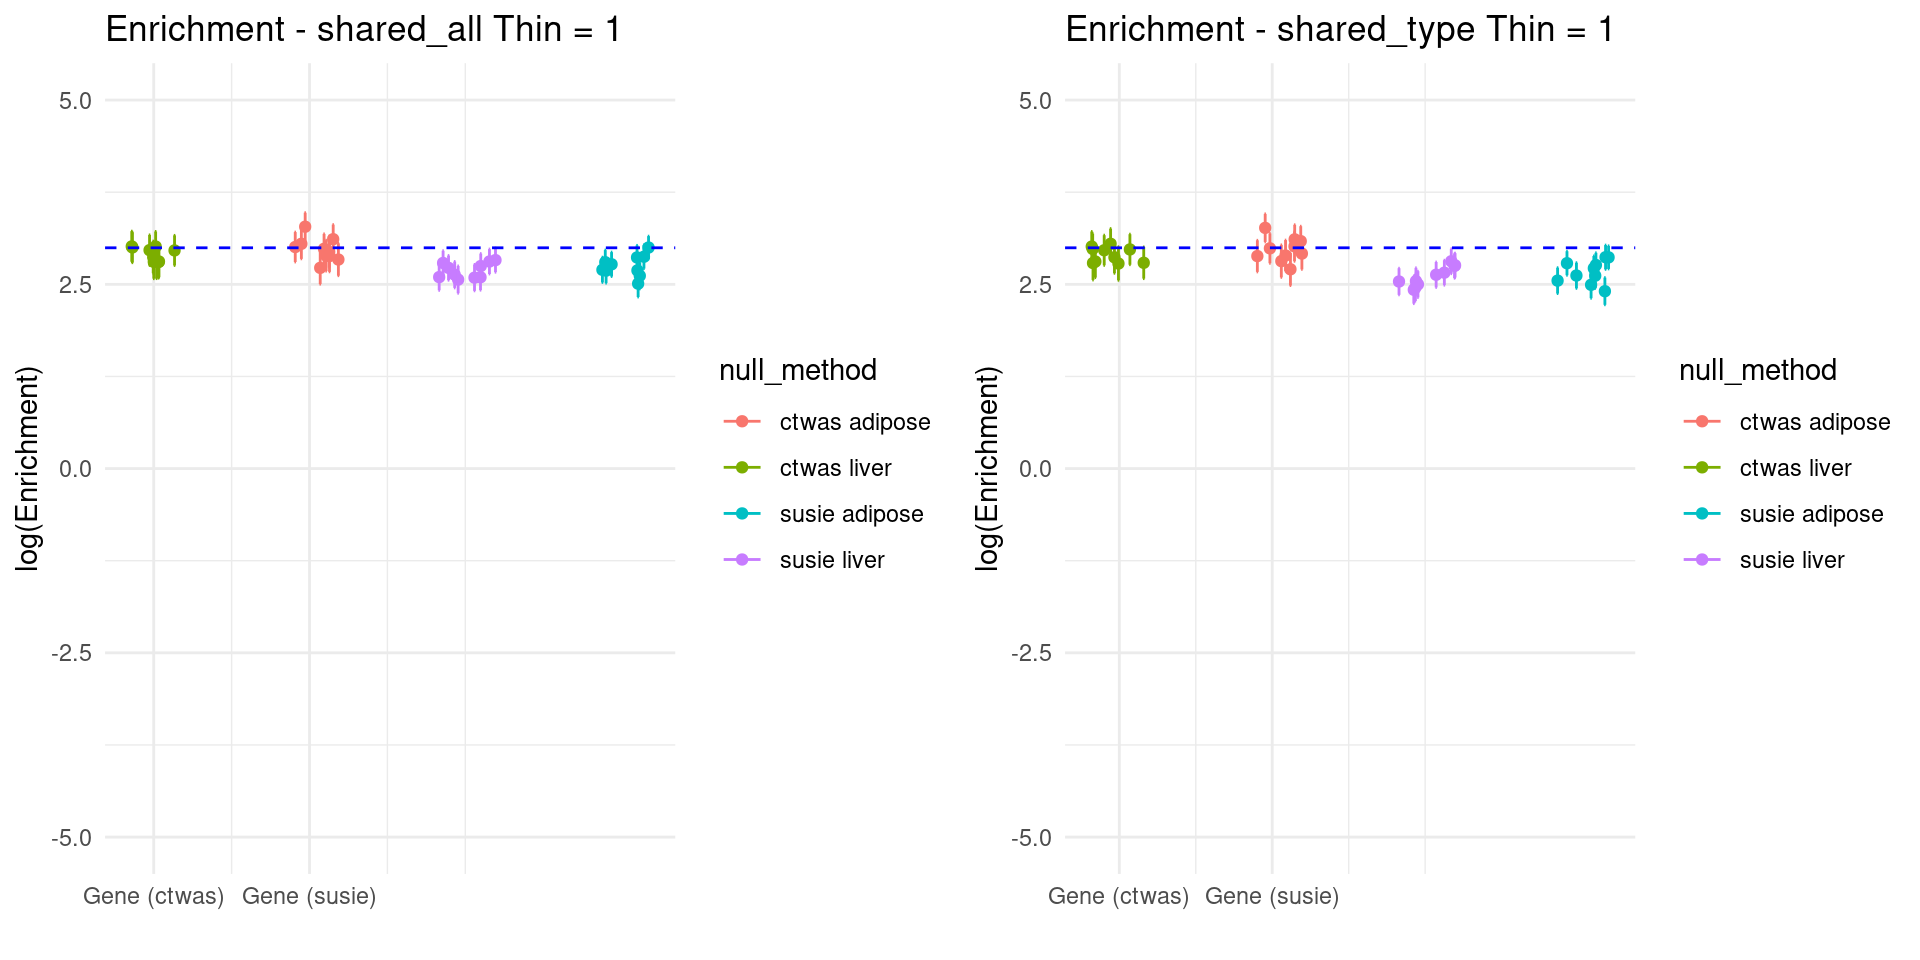 Enrichment - shared_all Thin = 1
5.0
2.5
0.0
-2.5
-5.0
log(Enrichment)
Gene (ctwas)
Gene (susie)
null_method
ctwas adipose
ctwas liver
susie adipose
susie liver
Enrichment - shared_type Thin = 1
5.0
2.5
0.0
-2.5
-5.0
log(Enrichment)
Gene (ctwas)
Gene (susie)
null_method
ctwas adipose
ctwas liver
susie adipose
susie liver